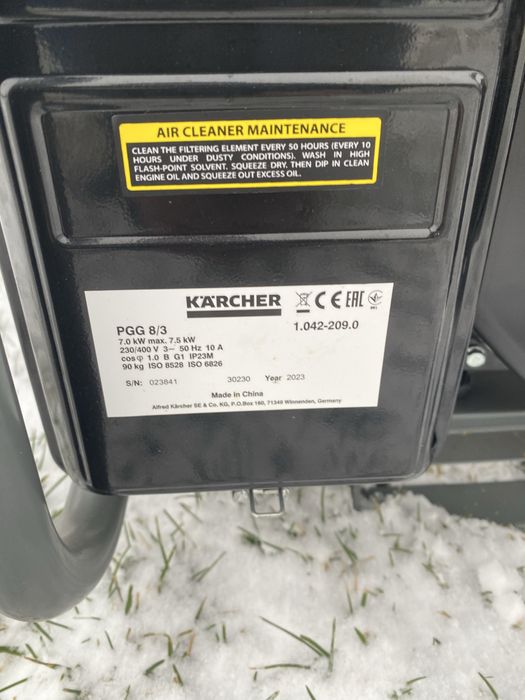 AIR CLEANER MAINTENANCE
CLEAN THE FILTERING ELEMENT EVERY 50 HOURS (EVERY 10
HOURS UNDER DUSTY CONDITIONS). WASH IN HIGH
FLASH-POINT SOLVENT. SQUEEZE DRY. THEN DIP IN CLEAN
ENGINE OIL AND SQUEEZE OUT EXCESS OIL.
KÄRCHER CE EAC
PGG 8/3 1.042-209.0
7.0 kW max. 7.5 kW
230/400 V 3~ 50 Hz 10 A
cos φ 1.0 B G1 IP23M
90 kg ISO 8528 ISO 6826
S/N: 023841 30230 Year 2023
Made in China
Alfred Kärcher SE & Co. KG, P.O.Box 160, 71349 Winnenden, Germany